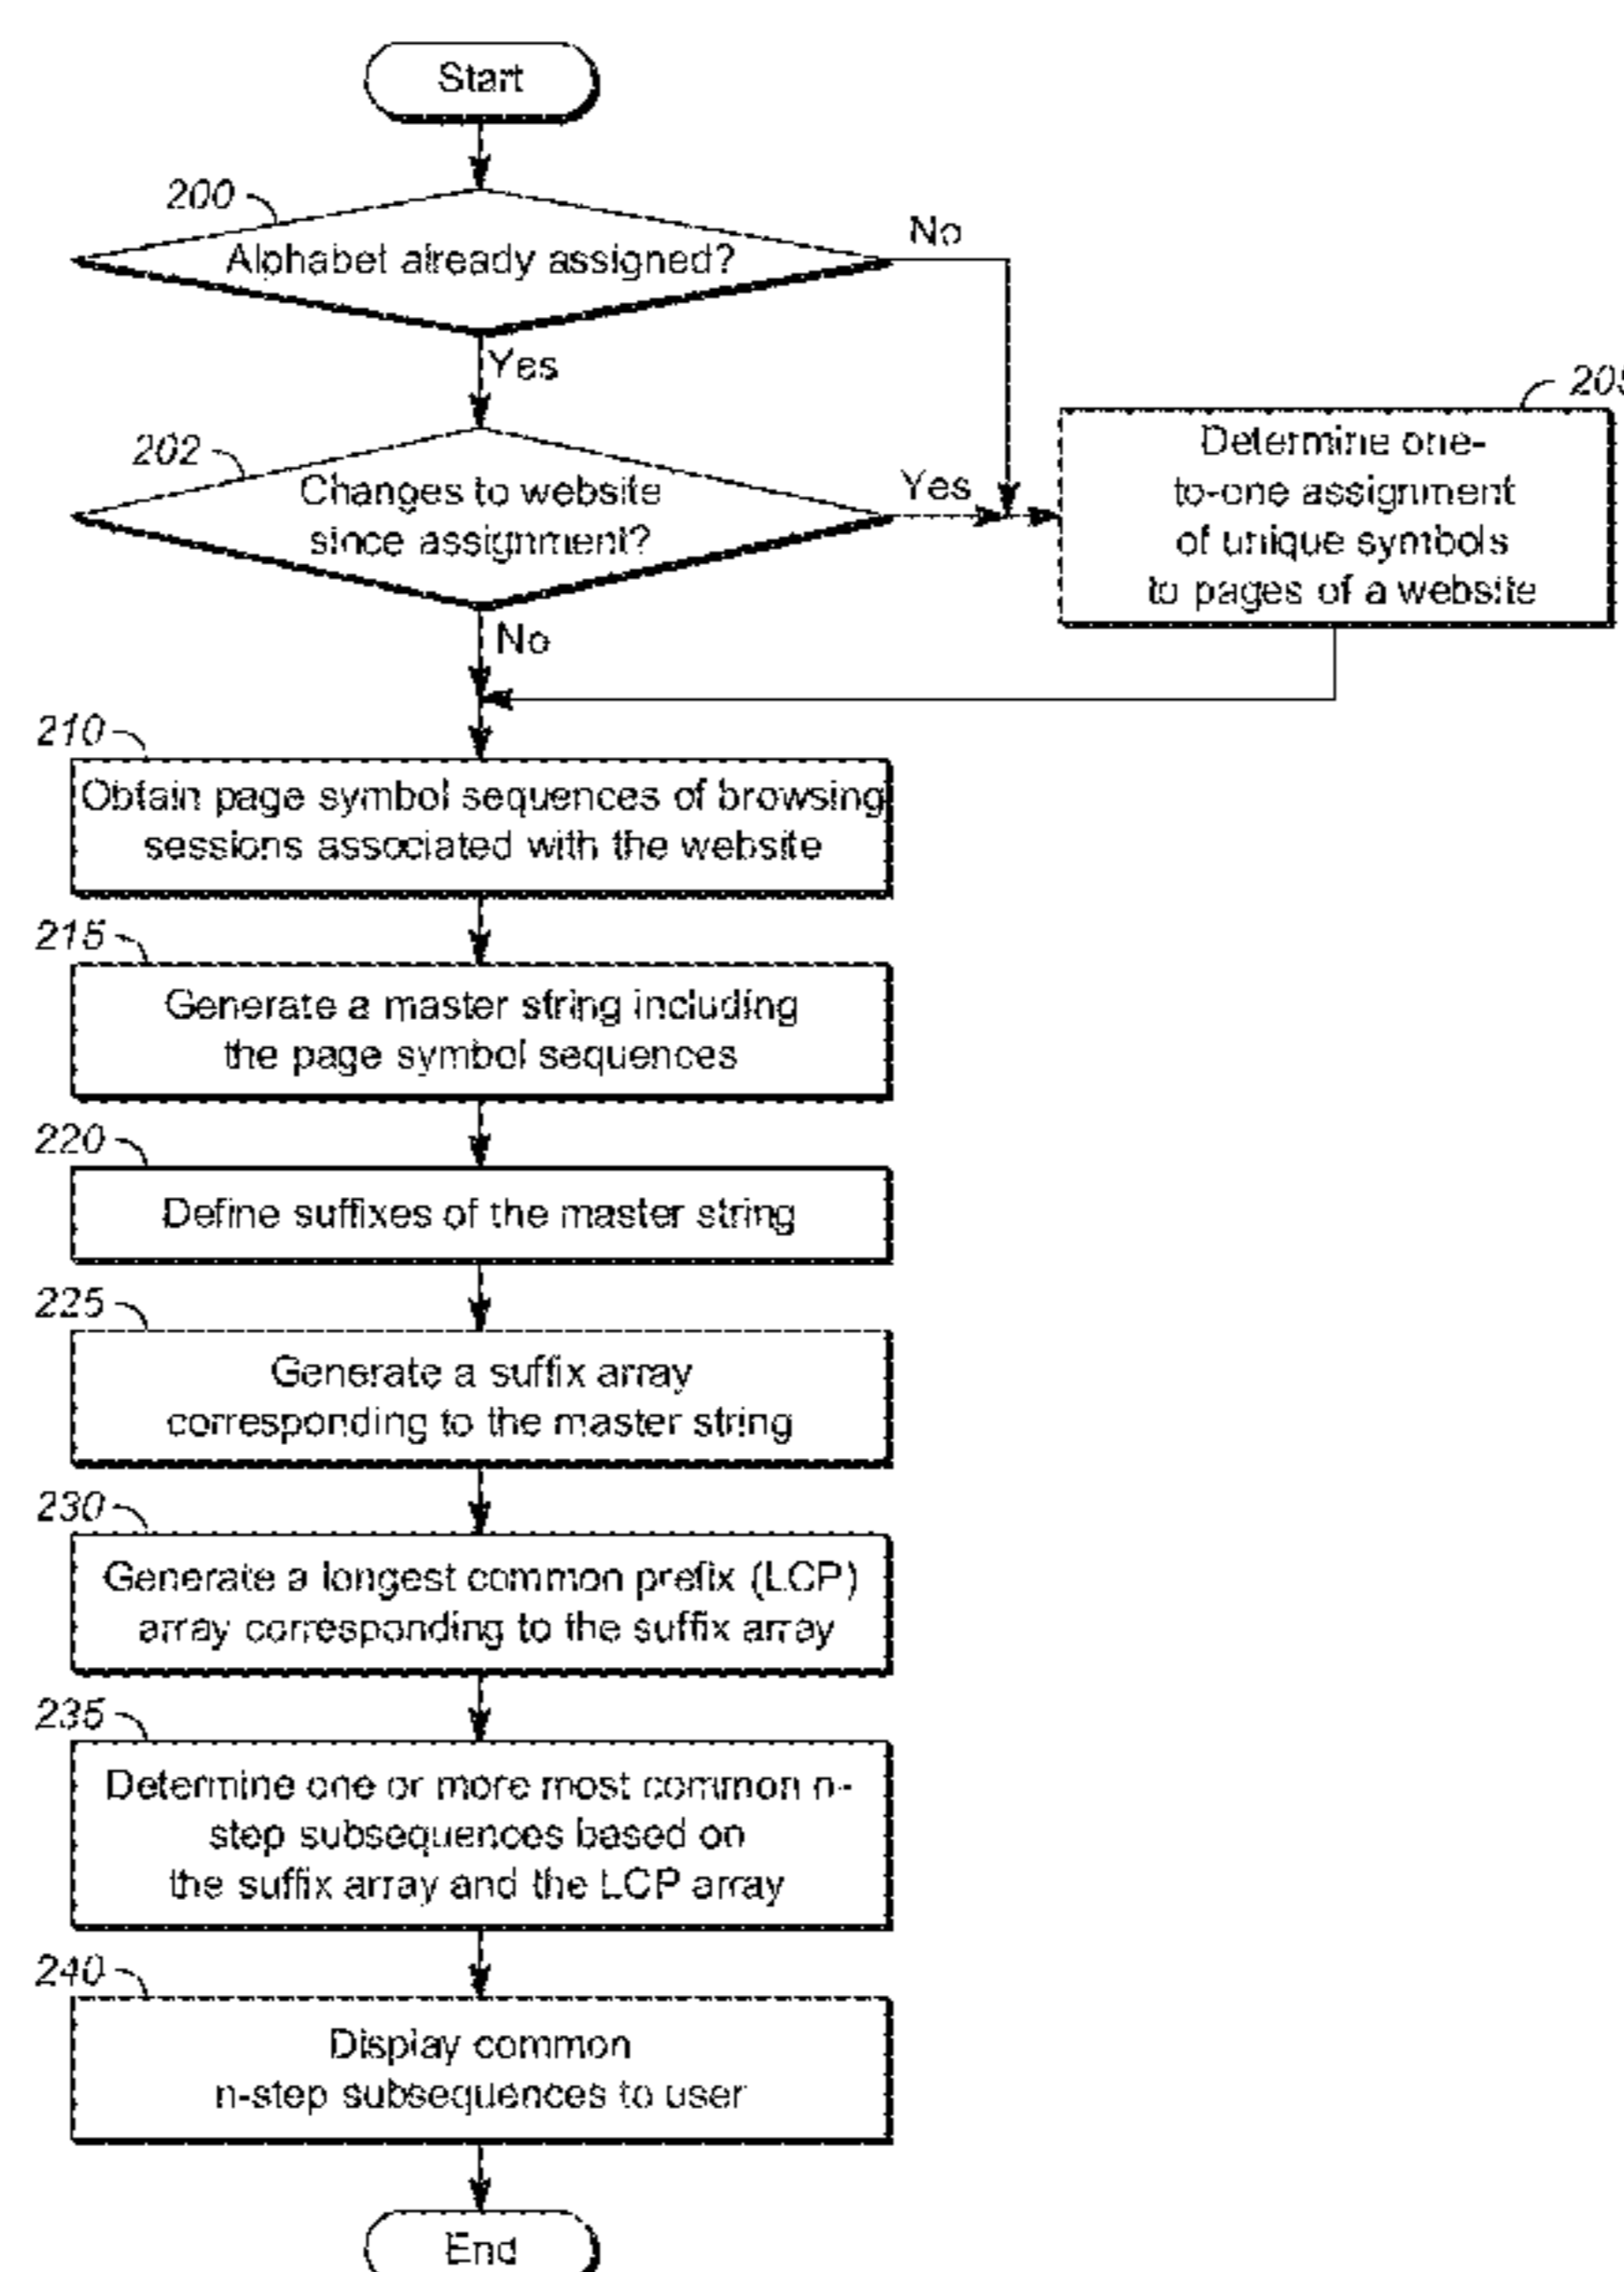 Start
200
Alphabet already assigned?
No
Yes
202
Changes to website
since assignment?
Yes
No
Determine one-
to-one assignment
of unique symbols
to pages of a website
210
Obtain page symbol sequences of browsing
sessions associated with the website
215
Generate a master string including
the page symbol sequences
220
Define suffixes of the master string
225
Generate a suffix array
corresponding to the master string
230
Generate a longest common prefix (LCP)
array corresponding to the suffix array
235
Determine one or more most common n-
step subsequences based on
the suffix array and the LCP array
240
Display common
n-step subsequences to user
End